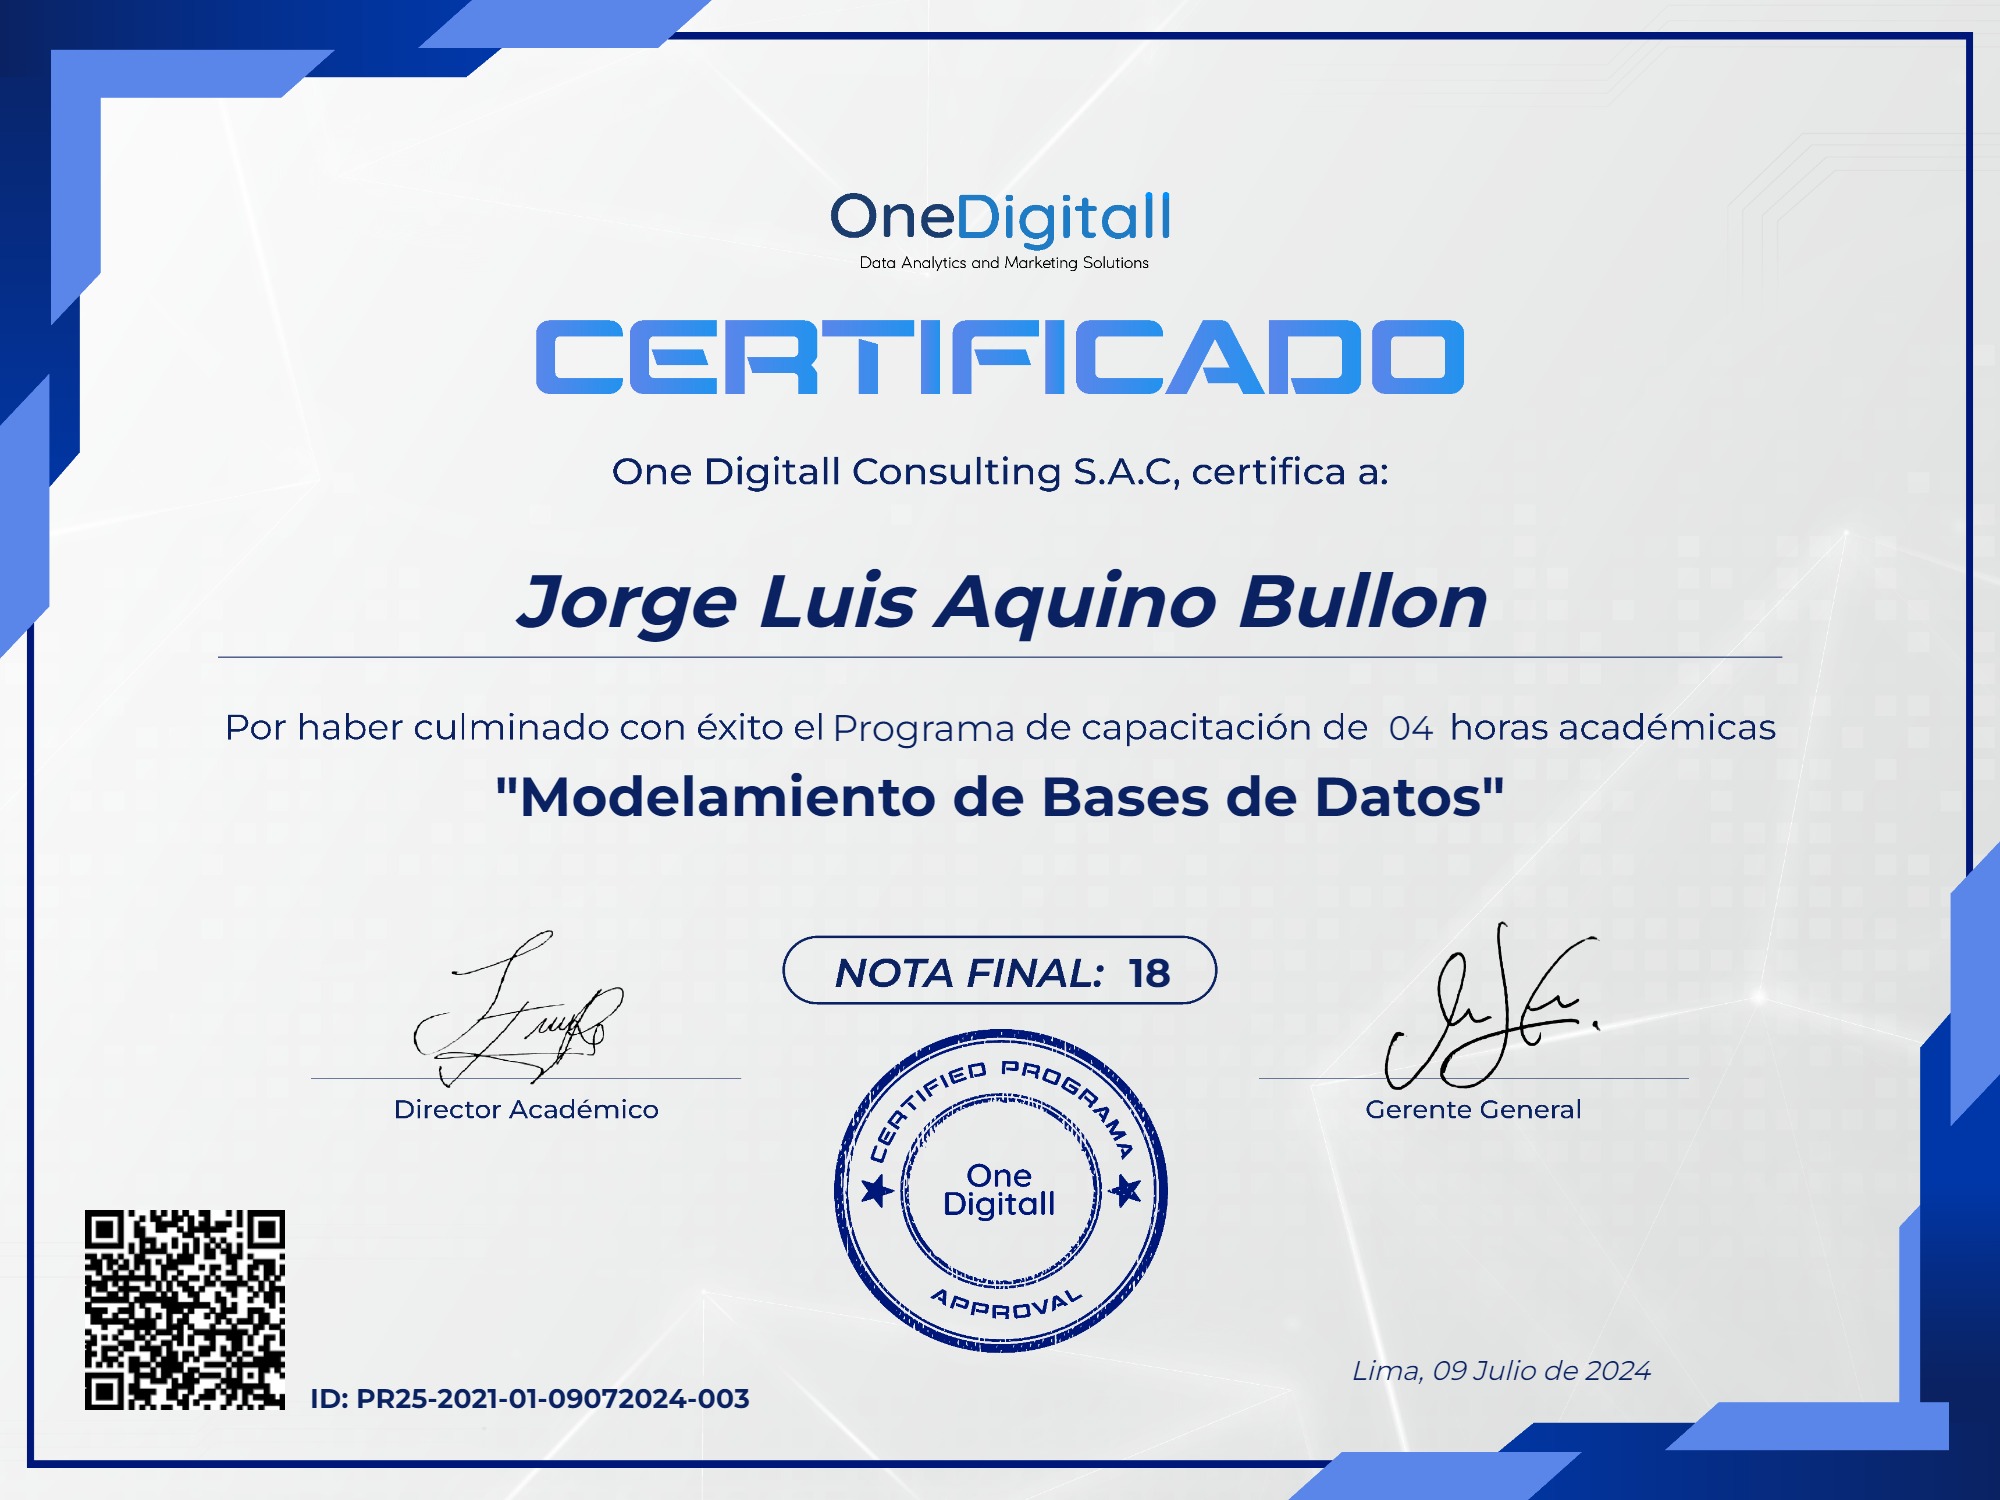 OneDigitall
Data Analytics and Marketing Solutions
CERTIFICADO
One Digitall Consulting S.A.C, certifica a:
Jorge Luis Aquino Bullon
Por haber culminado con éxito el Programa de capacitación de 04 horas académicas
"Modelamiento de Bases de Datos"
NOTA FINAL: 18
Director Académico
Gerente General
CERTIFIED PROGRAMA
One
Digitall
APPROVAL
Lima, 09 Julio de 2024
ID: PR25-2021-01-09072024-003